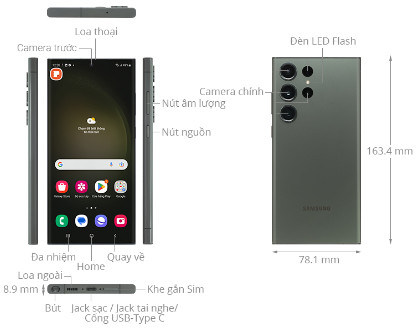 Loa thoại
Camera trước
Đèn LED Flash
Camera chính
Nút âm lượng
Nút nguồn
163.4 mm
SAMSUNG
Google
Đa nhiệm
Home
Quay về
78.1 mm
Loa ngoài
8.9 mm
Khe gắn Sim
Bút
Jack sạc / Jack tai nghe/
Cổng USB-Type C